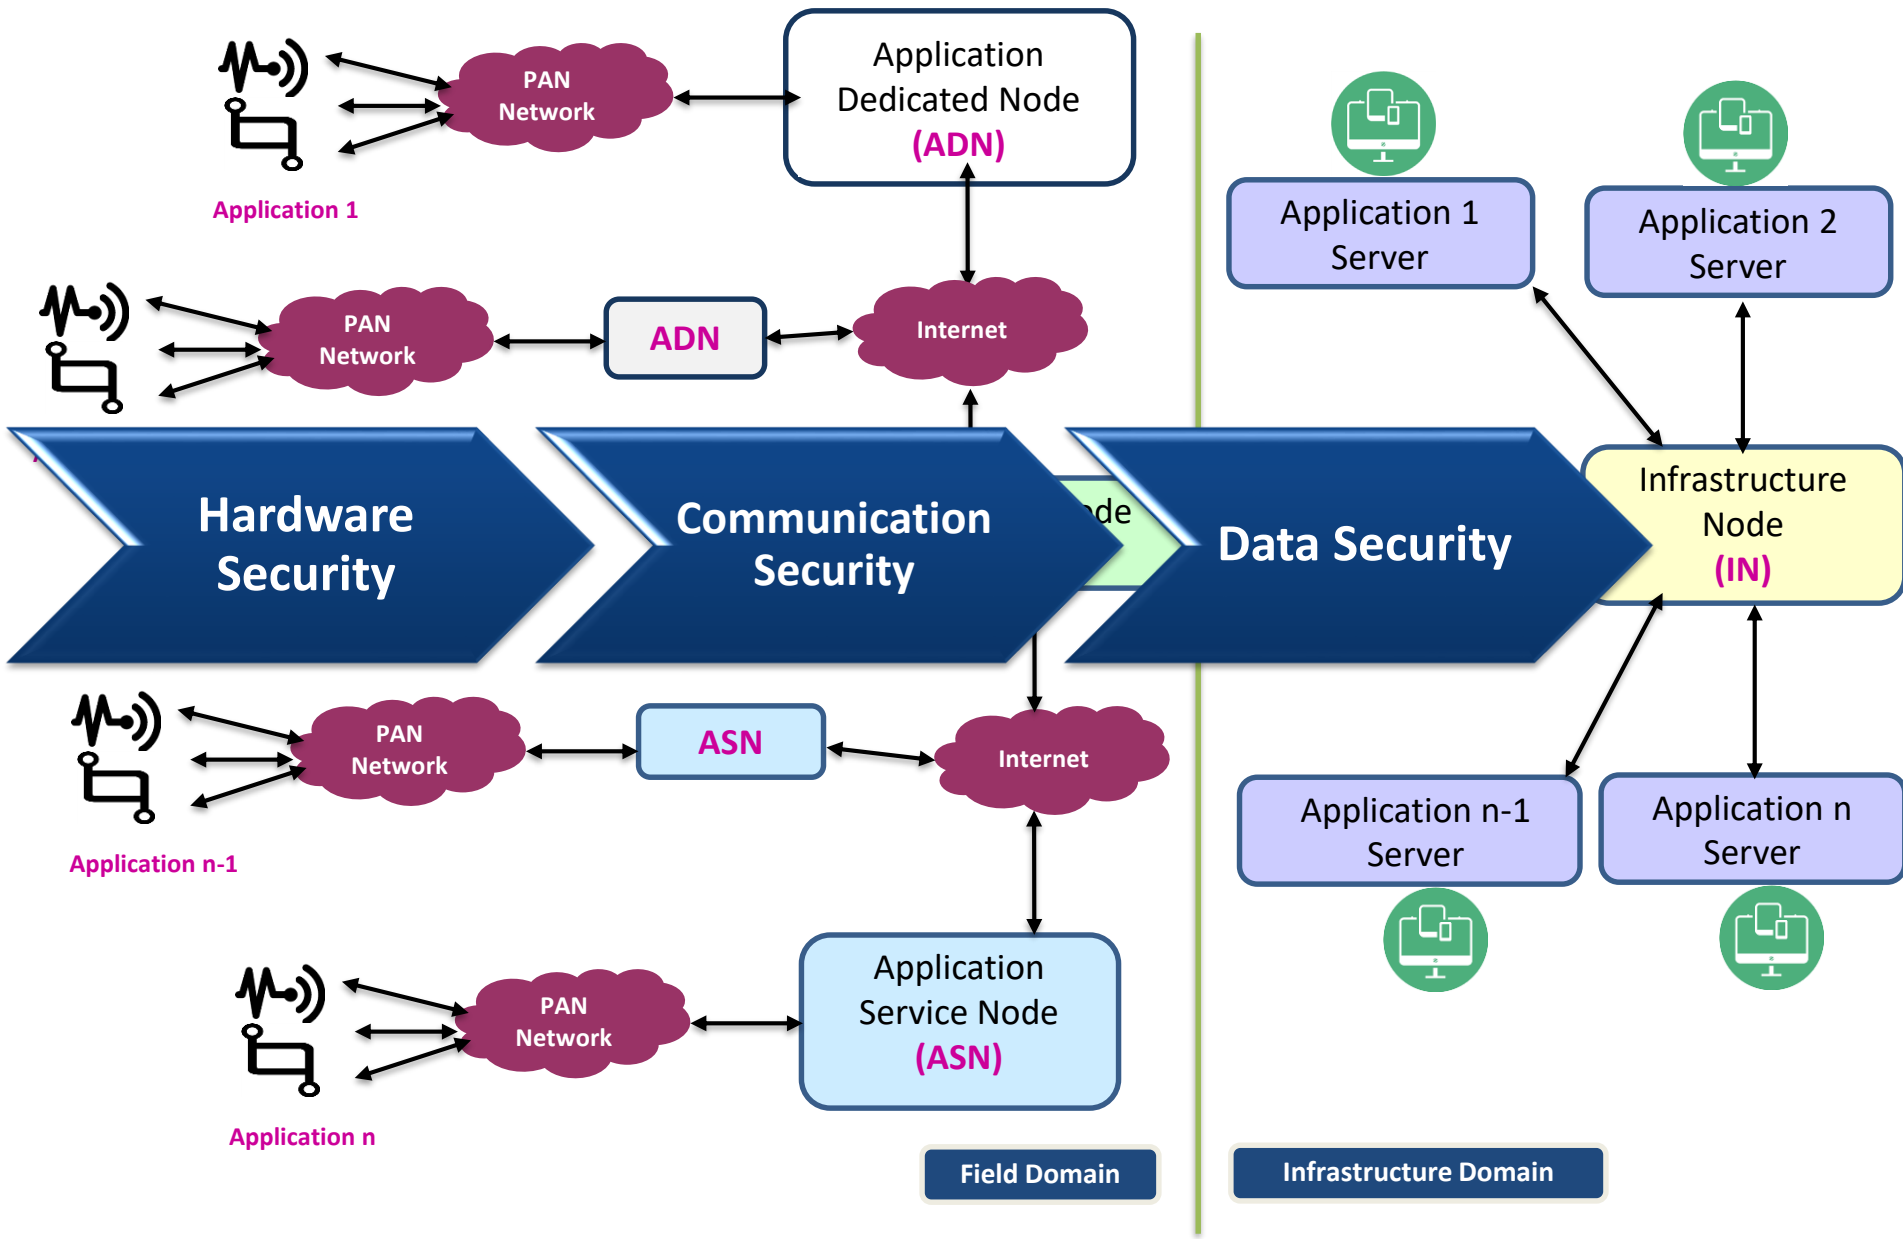 PAN
Network
Application
Dedicated Node
(ADN)
Application 1
Application 1
Server
Application 2
Server
PAN
Network
ADN
Internet
Hardware
Security
Communication
Security
Data Security
Infrastructure
Node
(IN)
PAN
Network
ASN
Internet
Application n-1
Application n-1
Server
Application n
Server
PAN
Network
Application
Service Node
(ASN)
Application n
Field Domain
Infrastructure Domain